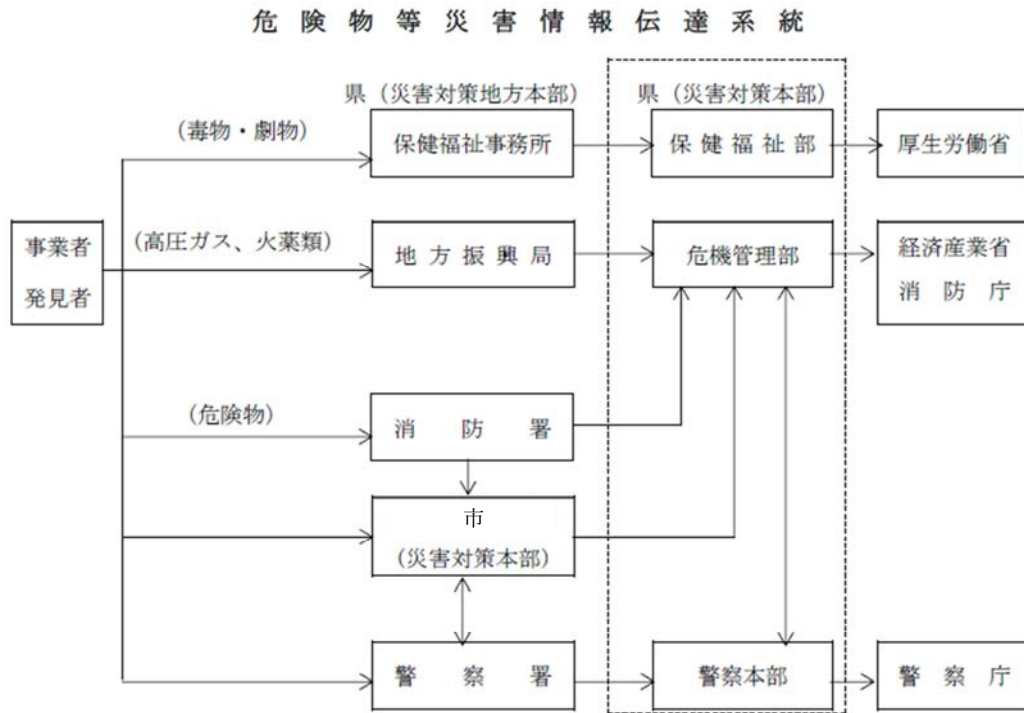 危険物等災害情報伝達系統
県（災害対策地方本部）
県（災害対策本部）
（毒物・劇物）
保健福祉事務所
保健福祉部
厚生労働省
事業者
発見者
（高圧ガス、火薬類）
地方振興局
危機管理部
経済産業省
消防庁
（危険物）
消防署
市
（災害対策本部）
警察署
警察本部
警察庁